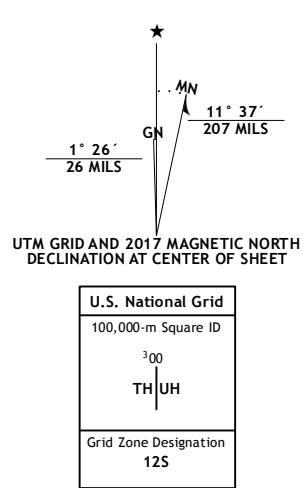 ★
MN
GN
11° 37´
207 MILS
1° 26´
26 MILS
UTM GRID AND 2017 MAGNETIC NORTH
DECLINATION AT CENTER OF SHEET
U.S. National Grid
100,000-m Square ID
³00
TH UH
Grid Zone Designation
12S